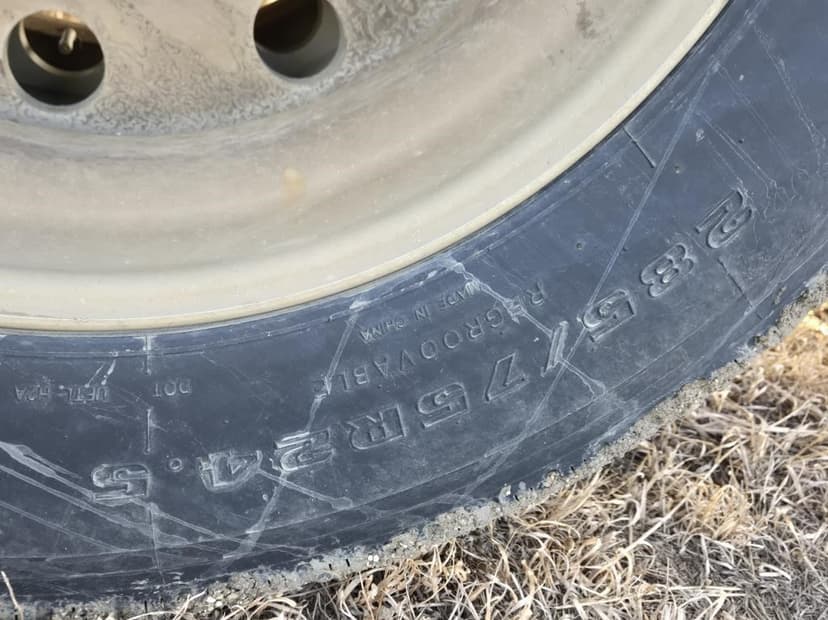 285/75R24.5
REGROOVABLE
MADE IN CHINA
DOT